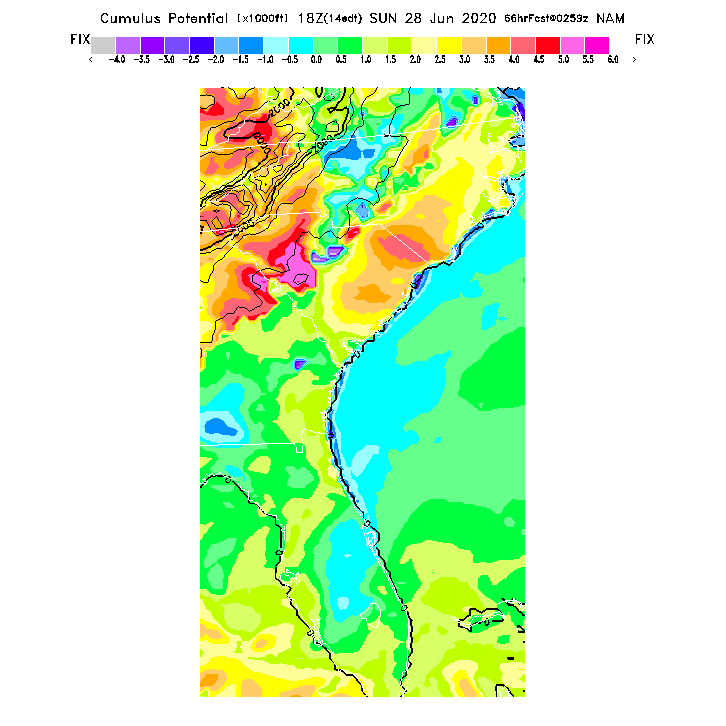 Cumulus Potential [x1000ft] 18Z(14edt) SUN 28 Jun 2020 66hrFcst@0259z NAM
FIX FIX
< -4.0 -3.5 -3.0 -2.5 -2.0 -1.5 -1.0 -0.5 0.0 0.5 1.0 1.5 2.0 2.5 3.0 3.5 4.0 4.5 5.0 5.5 6.0 >
2000
2000